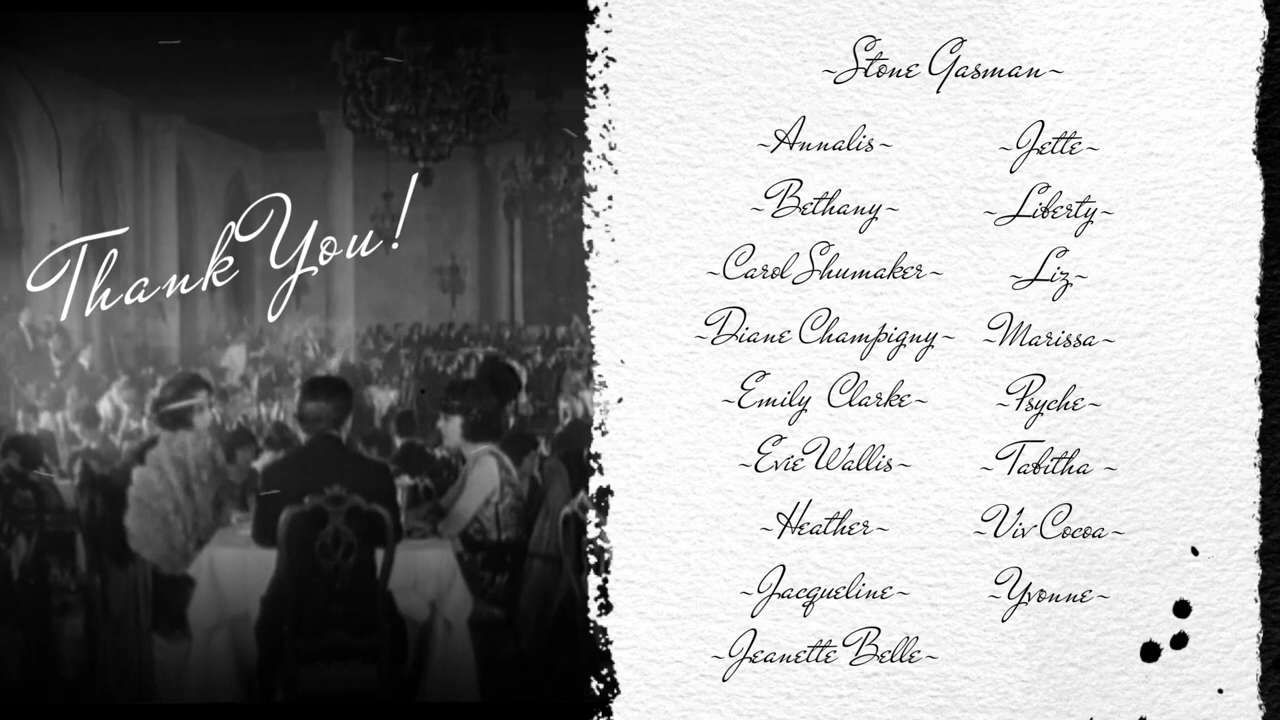 Thank You!
~Stone Gasman~
~Annalis~
~Bethany~
~Carol Shumaker~
~Diane Champigny~
~Emily Clarke~
~Evie Wallis~
~Heather~
~Jacqueline~
~Jeanette Belle~
~Jette~
~Liberty~
~Liz~
~Marissa~
~Psyche~
~Tabitha ~
~Viv Cocoa~
~Yvonne~